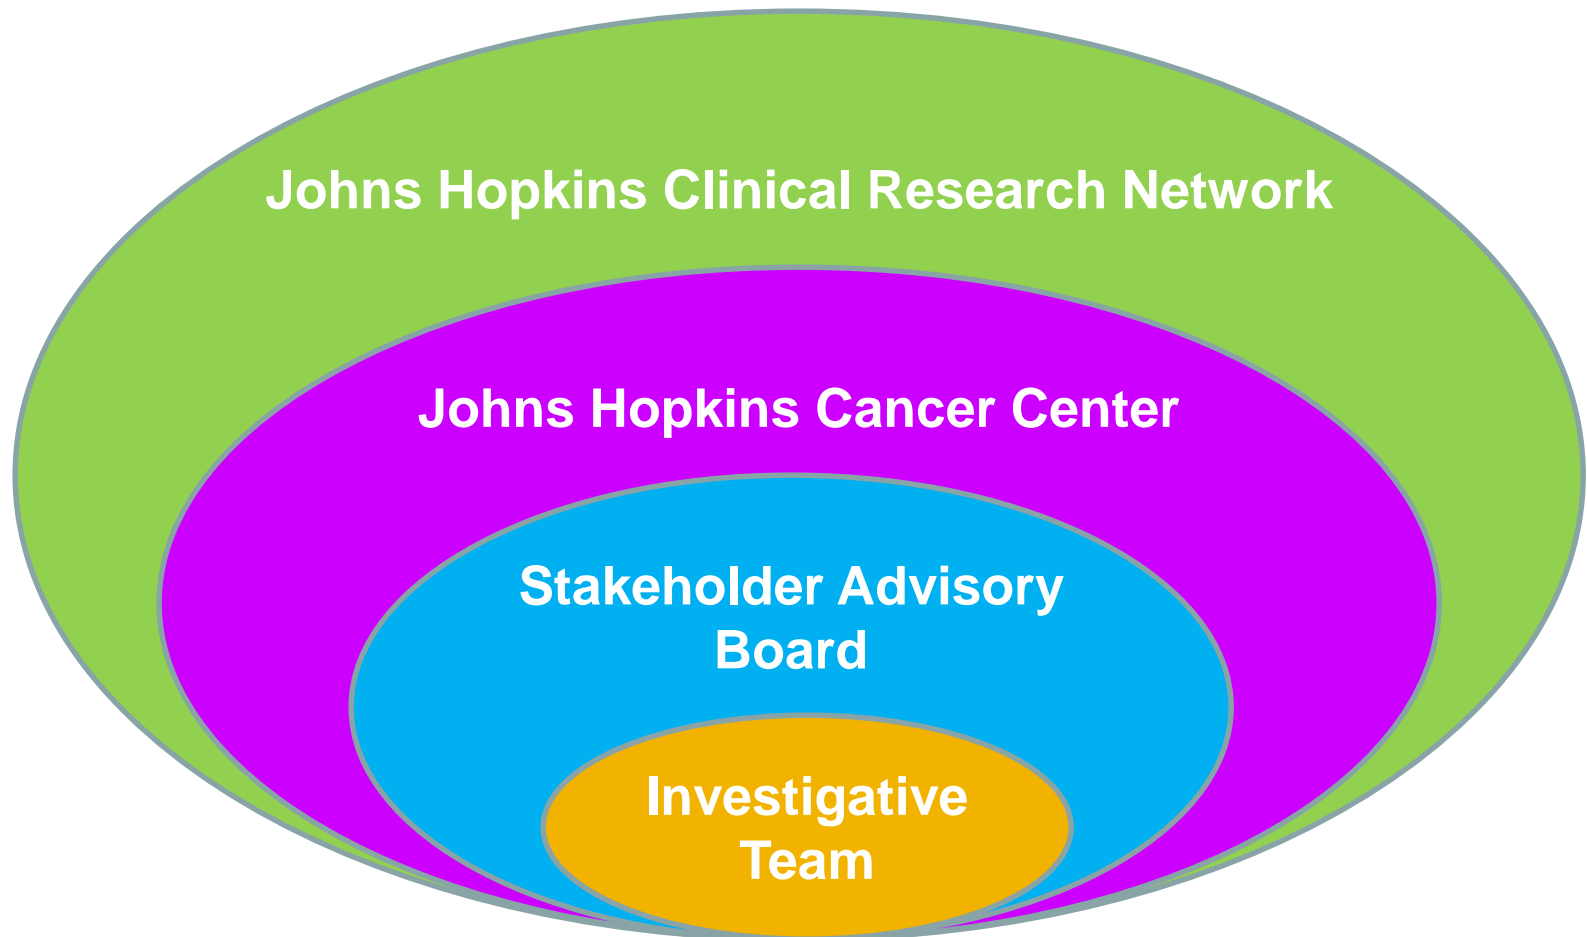 Johns Hopkins Clinical Research Network
Johns Hopkins Cancer Center
Stakeholder Advisory
Board
Investigative
Team